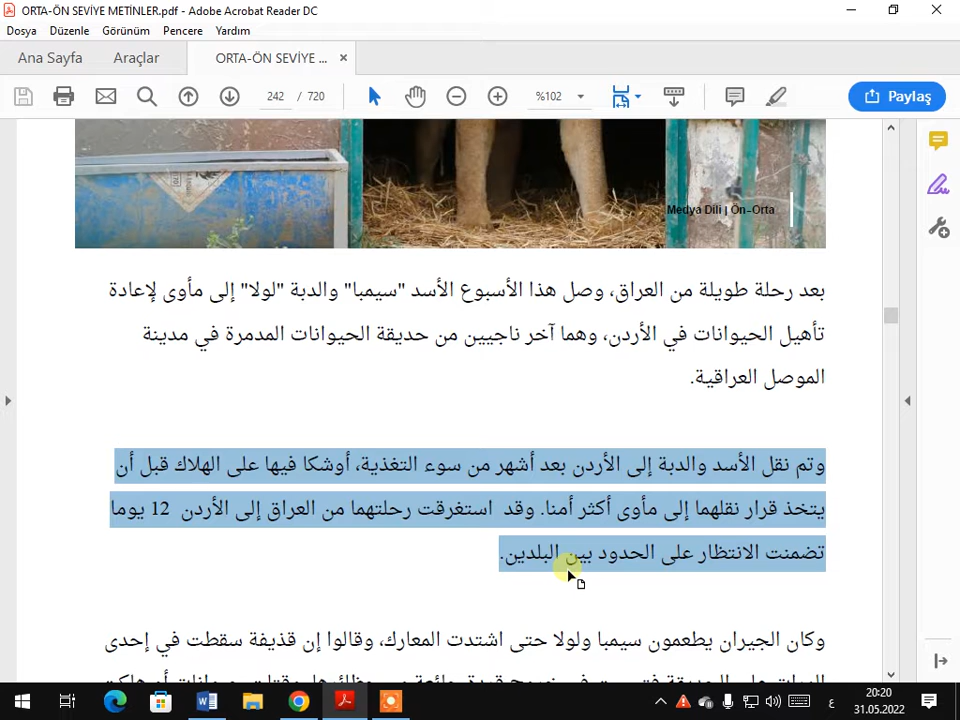 ORTA-ÖN SEVİYE METİNLER.pdf - Adobe Acrobat Reader DC
Dosya Düzenle Görünüm Pencere Yardım
Ana Sayfa Araçlar ORTA-ÖN SEVİYE ... ×
242 / 720 %102 Paylaş
Medya Dili | Ön-Orta
بعد رحلة طويلة من العراق، وصل هذا الأسبوع الأسد "سيمبا" والدبة "لولا" إلى مأوى لإعادة
تأهيل الحيوانات في الأردن، وهما آخر ناجيين من حديقة الحيوانات المدمرة في مدينة
الموصل العراقية.
وتم نقل الأسد والدبة إلى الأردن بعد أشهر من سوء التغذية، أوشكا فيها على الهلاك قبل أن
يتخذ قرار نقلهما إلى مأوى أكثر أمنا. وقد استغرقت رحلتهما من العراق إلى الأردن 12 يوما
تضمنت الانتظار على الحدود بين البلدين.
وكان الجيران يطعمون سيمبا ولولا حتى اشتدت المعارك، وقالوا إن قذيفة سقطت في إحدى
ع
20:20
31.05.2022